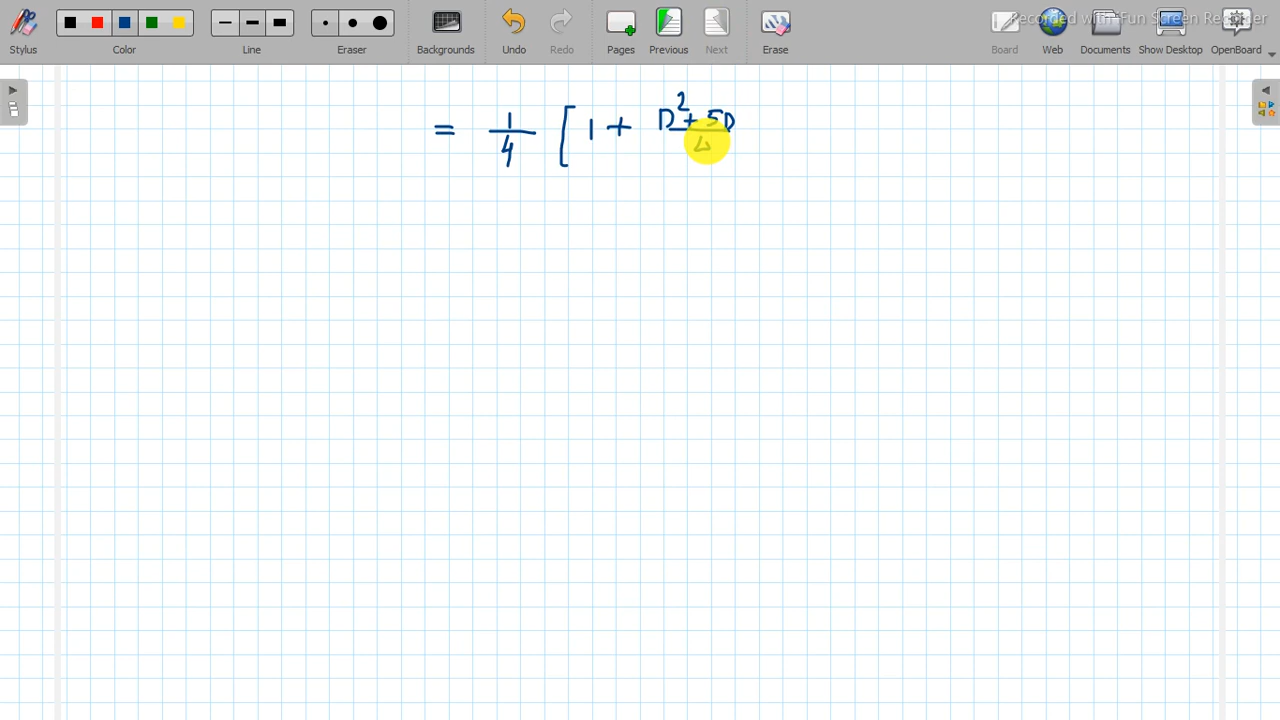 Recorded with Fun Screen Recorder
Stylus Color Line Eraser Backgrounds Undo Redo Pages Previous Next Erase Board Web Documents Show Desktop OpenBoard
= 1/4 [ 1 + D² + 5D / 4